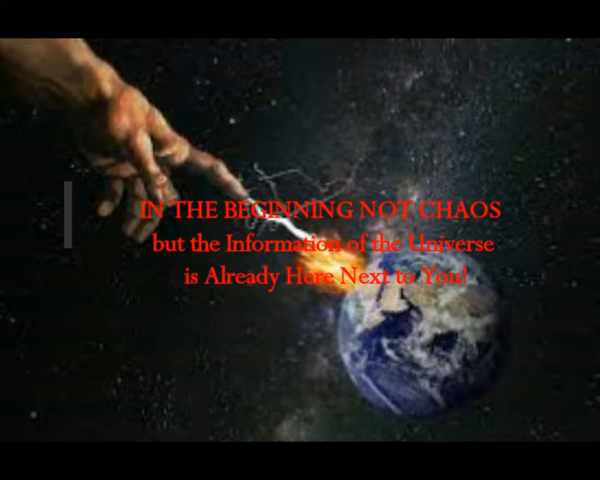 IN THE BEGINNING NOT CHAOS
but the Information of the Universe
is Already Here Next to You!